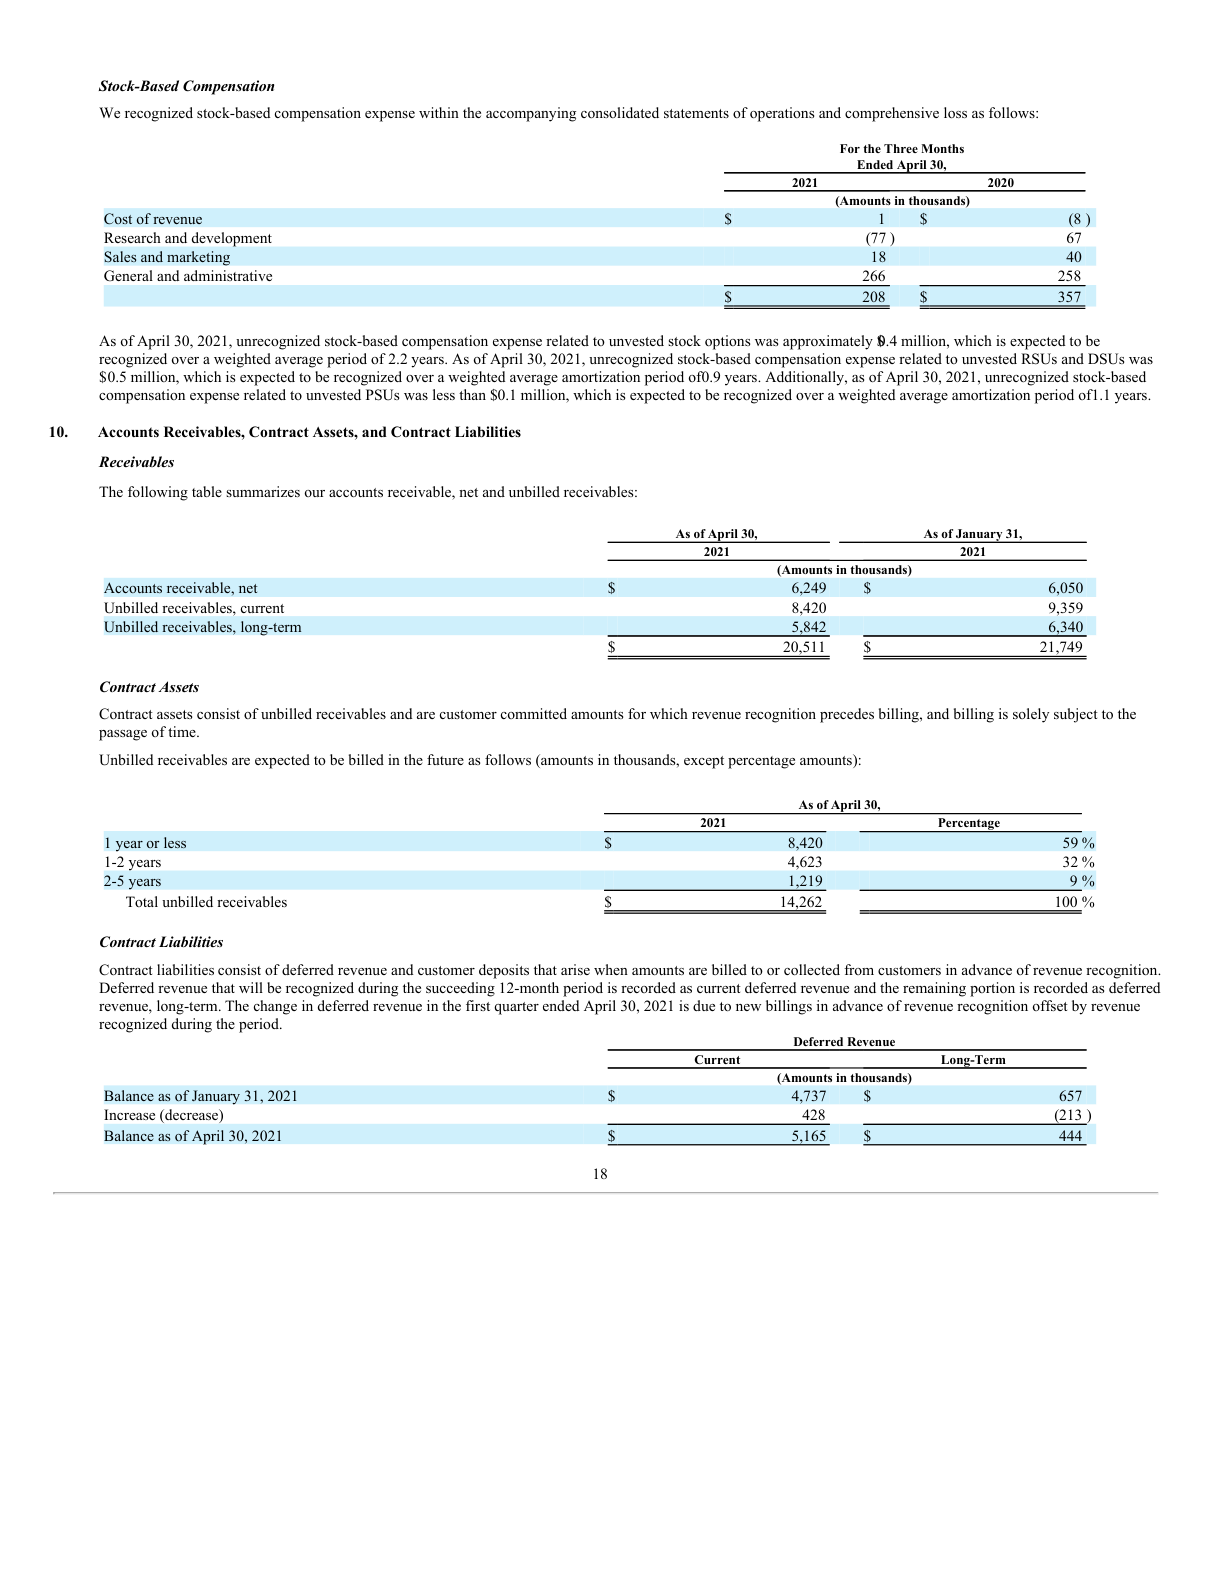 Stock-Based Compensation
We recognized stock-based compensation expense within the accompanying consolidated statements of operations and comprehensive loss as follows:
For the Three Months
Ended April 30,
2021 2020
(Amounts in thousands)
Cost of revenue $ 1 $ (8 )
Research and development (77 ) 67
Sales and marketing 18 40
General and administrative 266 258
$ 208 $ 357
As of April 30, 2021, unrecognized stock-based compensation expense related to unvested stock options was approximately $0.4 million, which is expected to be
recognized over a weighted average period of 2.2 years. As of April 30, 2021, unrecognized stock-based compensation expense related to unvested RSUs and DSUs was
$0.5 million, which is expected to be recognized over a weighted average amortization period of0.9 years. Additionally, as of April 30, 2021, unrecognized stock-based
compensation expense related to unvested PSUs was less than $0.1 million, which is expected to be recognized over a weighted average amortization period of1.1 years.
10. Accounts Receivables, Contract Assets, and Contract Liabilities
Receivables
The following table summarizes our accounts receivable, net and unbilled receivables:
As of April 30, As of January 31,
2021 2021
(Amounts in thousands)
Accounts receivable, net $ 6,249 $ 6,050
Unbilled receivables, current 8,420 9,359
Unbilled receivables, long-term 5,842 6,340
$ 20,511 $ 21,749
Contract Assets
Contract assets consist of unbilled receivables and are customer committed amounts for which revenue recognition precedes billing, and billing is solely subject to the
passage of time.
Unbilled receivables are expected to be billed in the future as follows (amounts in thousands, except percentage amounts):
As of April 30,
2021 Percentage
1 year or less $ 8,420 59 %
1-2 years 4,623 32 %
2-5 years 1,219 9 %
Total unbilled receivables $ 14,262 100 %
Contract Liabilities
Contract liabilities consist of deferred revenue and customer deposits that arise when amounts are billed to or collected from customers in advance of revenue recognition.
Deferred revenue that will be recognized during the succeeding 12-month period is recorded as current deferred revenue and the remaining portion is recorded as deferred
revenue, long-term. The change in deferred revenue in the first quarter ended April 30, 2021 is due to new billings in advance of revenue recognition offset by revenue
recognized during the period.
Deferred Revenue
Current Long-Term
(Amounts in thousands)
Balance as of January 31, 2021 $ 4,737 $ 657
Increase (decrease) 428 (213 )
Balance as of April 30, 2021 $ 5,165 $ 444
18